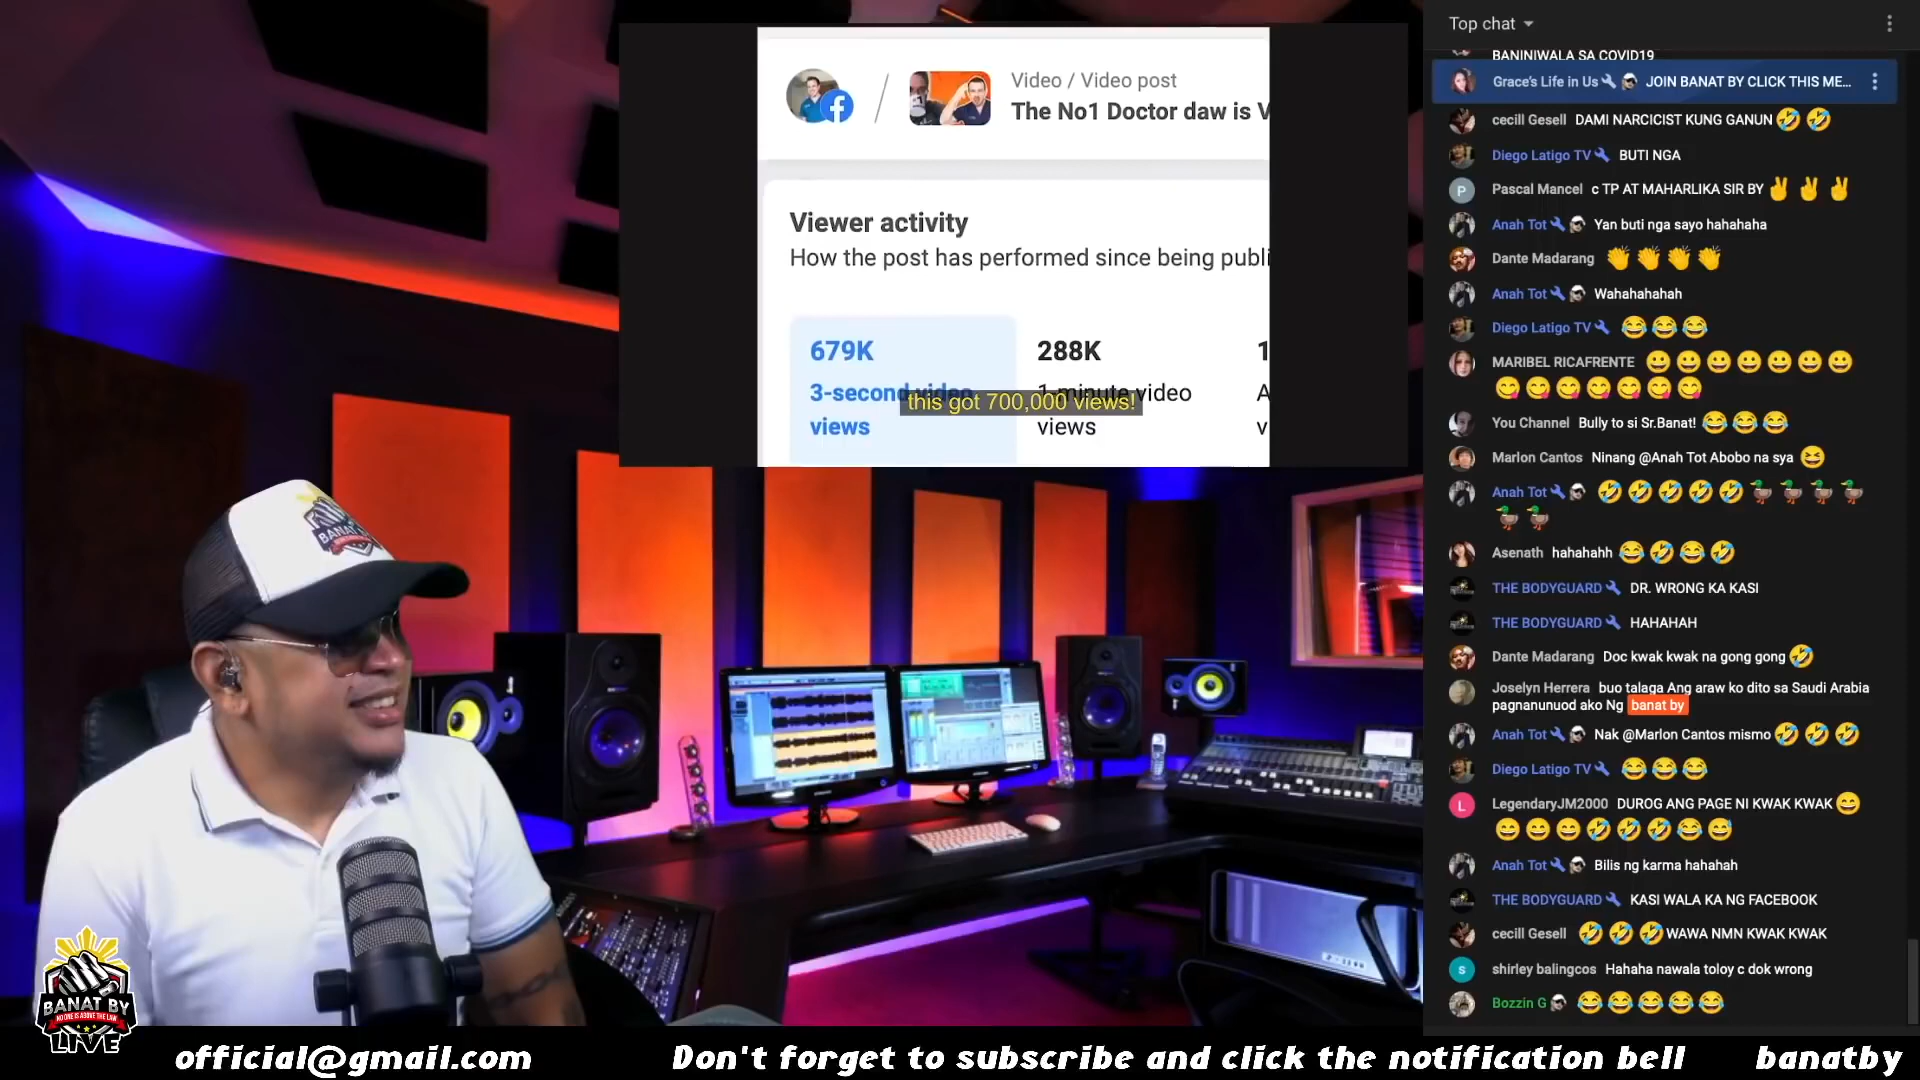 Video / Video post
The No1 Doctor daw is V
Viewer activity
How the post has performed since being publi
679K
3-second video
views
288K
1-minute video
views
1
A
v
this got 700,000 views!
BANAT BY
BANAT BY
NO ONE IS ABOVE THE LAW
LIVE
official@gmail.com
Don't forget to subscribe and click the notification bell
banatby
Top chat
BANINIWALA SA COVID19
Grace's Life in Us JOIN BANAT BY CLICK THIS ME...
cecill Gesell DAMI NARCICIST KUNG GANUN 🤣 🤣
Diego Latigo TV BUTI NGA
P
Pascal Mancel c TP AT MAHARLIKA SIR BY ✌ ✌ ✌
Anah Tot Yan buti nga sayo hahahaha
Dante Madarang 👏 👏 👏 👏
Anah Tot Wahahahahah
Diego Latigo TV 😂 😂 😂
MARIBEL RICAFRENTE 😀 😀 😀 😀 😀 😀 😀
😋 😋 😋 😋 😋 😋 😋
You Channel Bully to si Sr.Banat! 😂 😂 😂
Marlon Cantos Ninang @Anah Tot Abobo na sya 😆
Anah Tot 🤣 🤣 🤣 🤣 🤣 🦆 🦆 🦆 🦆
🦆 🦆
Asenath hahahahh 😂 🤣 😂 🤣
THE BODYGUARD DR. WRONG KA KASI
THE BODYGUARD HAHAHAH
Dante Madarang Doc kwak kwak na gong gong 🤣
Joselyn Herrera buo talaga Ang araw ko dito sa Saudi Arabia
pagnanunuod ako Ng banat by
Anah Tot Nak @Marlon Cantos mismo 🤣 🤣 🤣
Diego Latigo TV 😂 😂 😂
L
LegendaryJM2000 DUROG ANG PAGE NI KWAK KWAK 😄
😄 😄 😄 🤣 🤣 🤣 😂 😅
Anah Tot Bilis ng karma hahahah
THE BODYGUARD KASI WALA KA NG FACEBOOK
cecill Gesell 🤣 🤣 🤣 WAWA NMN KWAK KWAK
s
shirley balingcos Hahaha nawala toloy c dok wrong
Bozzin G 😂 😂 😂 😂 😂